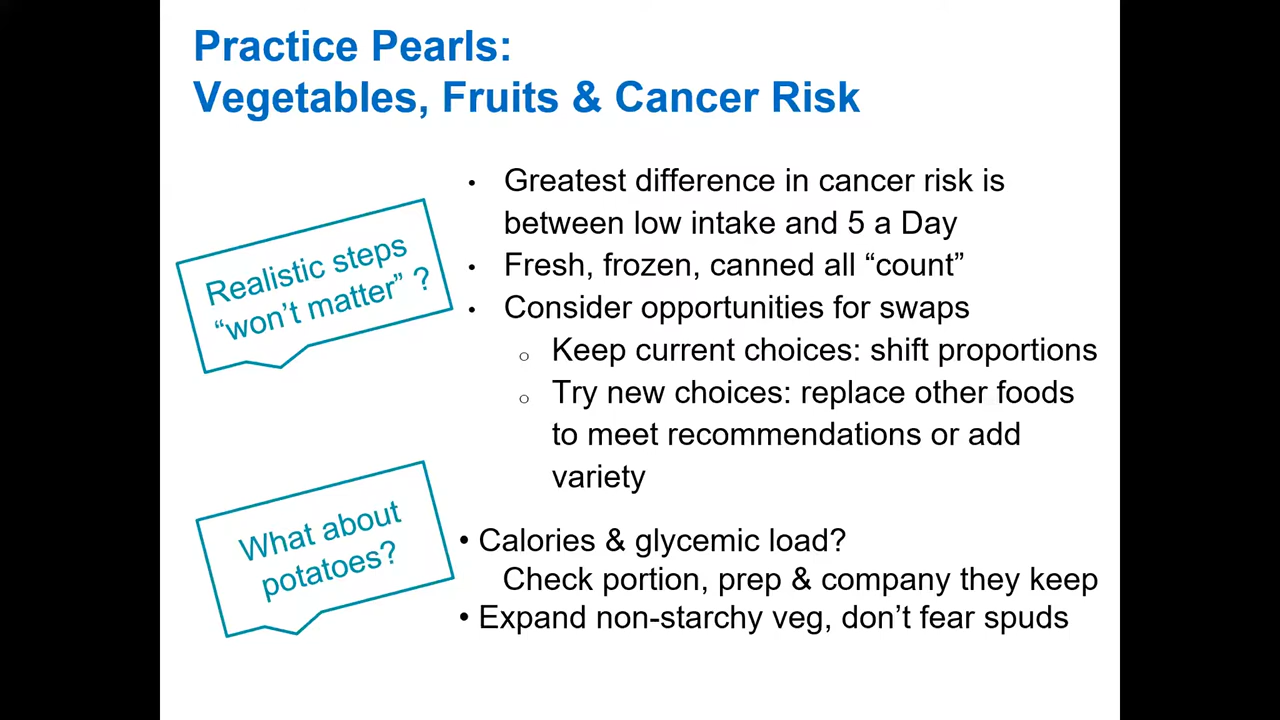 Practice Pearls:
Vegetables, Fruits & Cancer Risk
Realistic steps
“won’t matter” ?
• Greatest difference in cancer risk is
between low intake and 5 a Day
• Fresh, frozen, canned all “count”
• Consider opportunities for swaps
o Keep current choices: shift proportions
o Try new choices: replace other foods
to meet recommendations or add
variety
What about
potatoes?
• Calories & glycemic load?
Check portion, prep & company they keep
• Expand non-starchy veg, don’t fear spuds